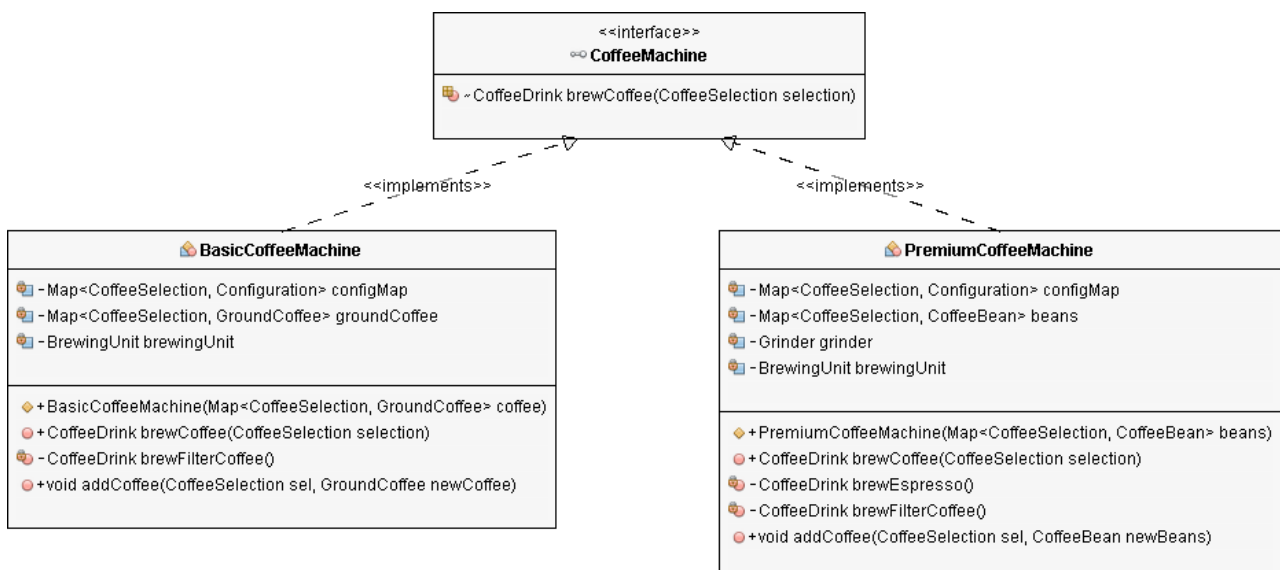 <<interface>>
CoffeeMachine
~CoffeeDrink brewCoffee(CoffeeSelection selection)
<<implements>>
<<implements>>
BasicCoffeeMachine
-Map<CoffeeSelection, Configuration> configMap
-Map<CoffeeSelection, GroundCoffee> groundCoffee
-BrewingUnit brewingUnit
+BasicCoffeeMachine(Map<CoffeeSelection, GroundCoffee> coffee)
+CoffeeDrink brewCoffee(CoffeeSelection selection)
-CoffeeDrink brewFilterCoffee()
+void addCoffee(CoffeeSelection sel, GroundCoffee newCoffee)
PremiumCoffeeMachine
-Map<CoffeeSelection, Configuration> configMap
-Map<CoffeeSelection, CoffeeBean> beans
-Grinder grinder
-BrewingUnit brewingUnit
+PremiumCoffeeMachine(Map<CoffeeSelection, CoffeeBean> beans)
+CoffeeDrink brewCoffee(CoffeeSelection selection)
-CoffeeDrink brewEspresso()
-CoffeeDrink brewFilterCoffee()
+void addCoffee(CoffeeSelection sel, CoffeeBean newBeans)